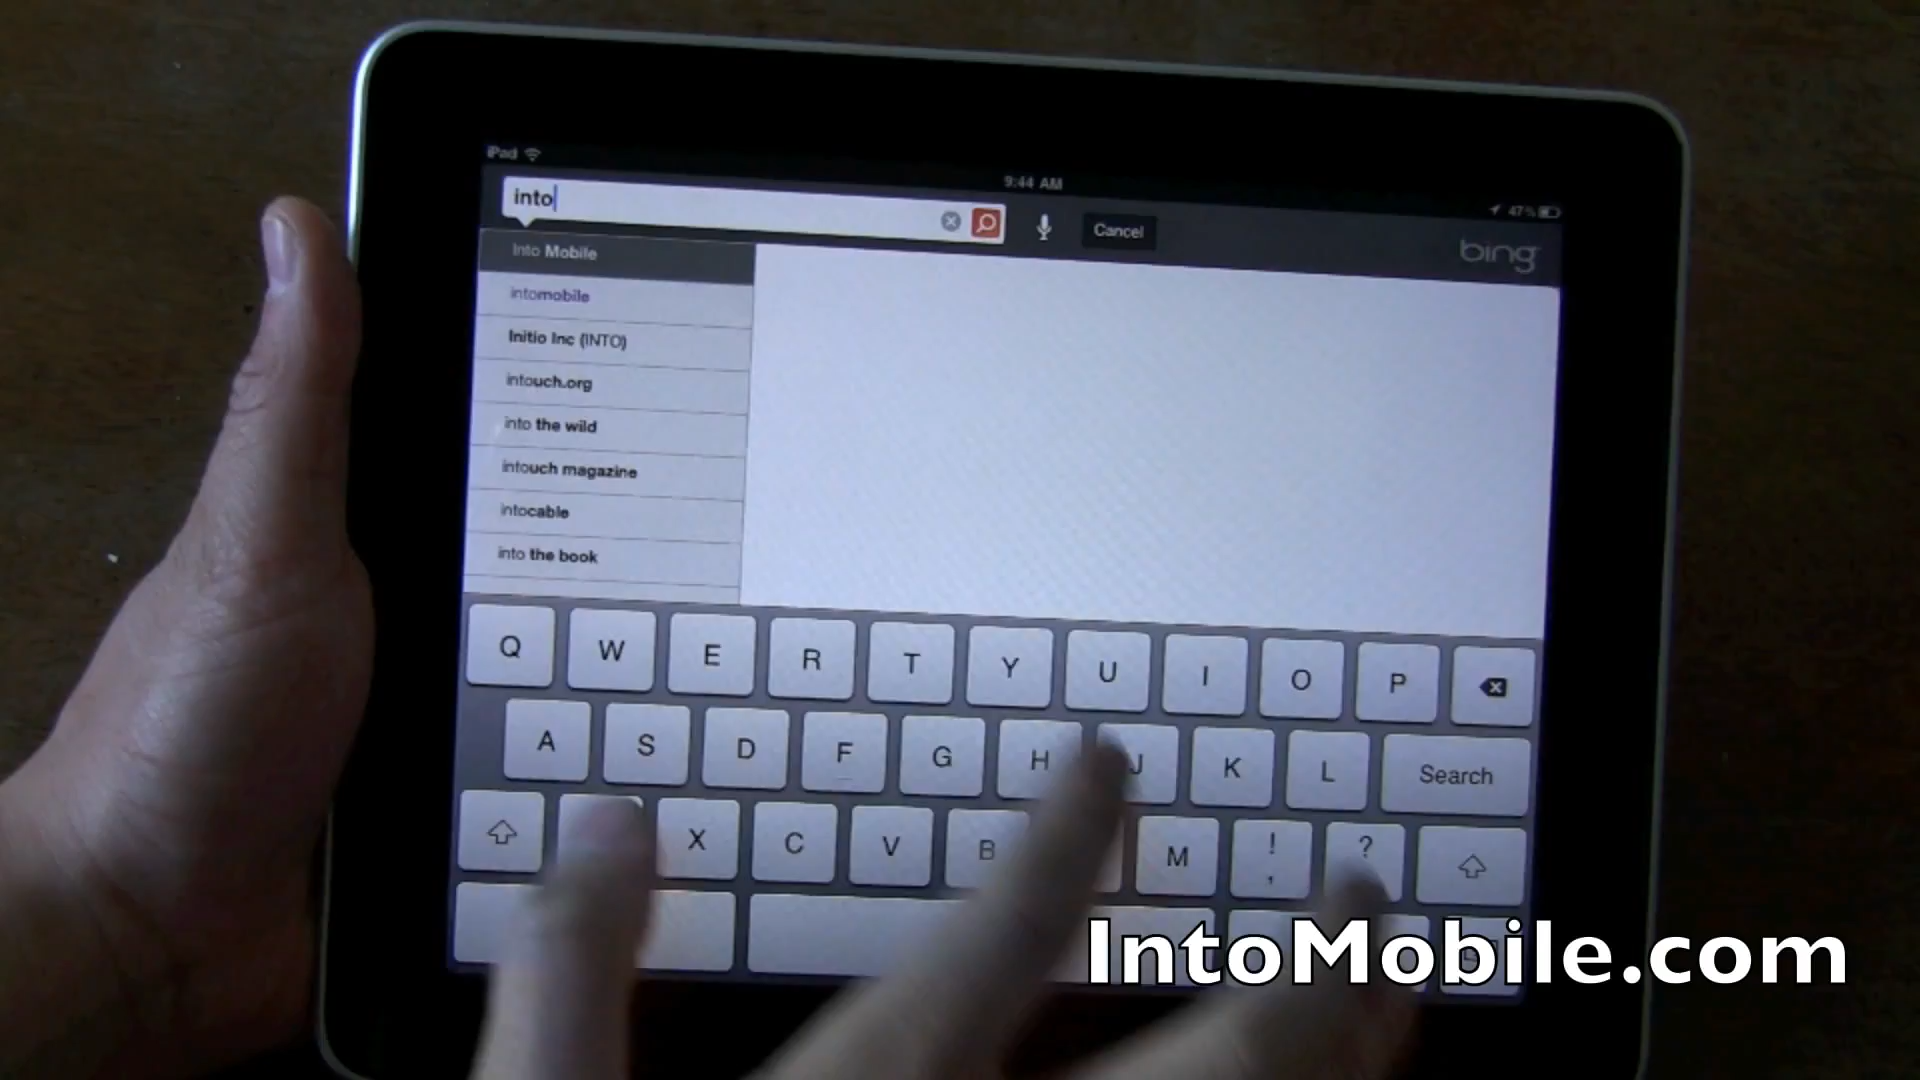 iPad
9:44 AM
47%
into
Cancel
bing
Into Mobile
intomobile
Initio Inc (INTO)
intouch.org
into the wild
intouch magazine
intocable
into the book
Q W E R T Y U I O P
A S D F G H J K L Search
X C V B M ! , ?
IntoMobile.com